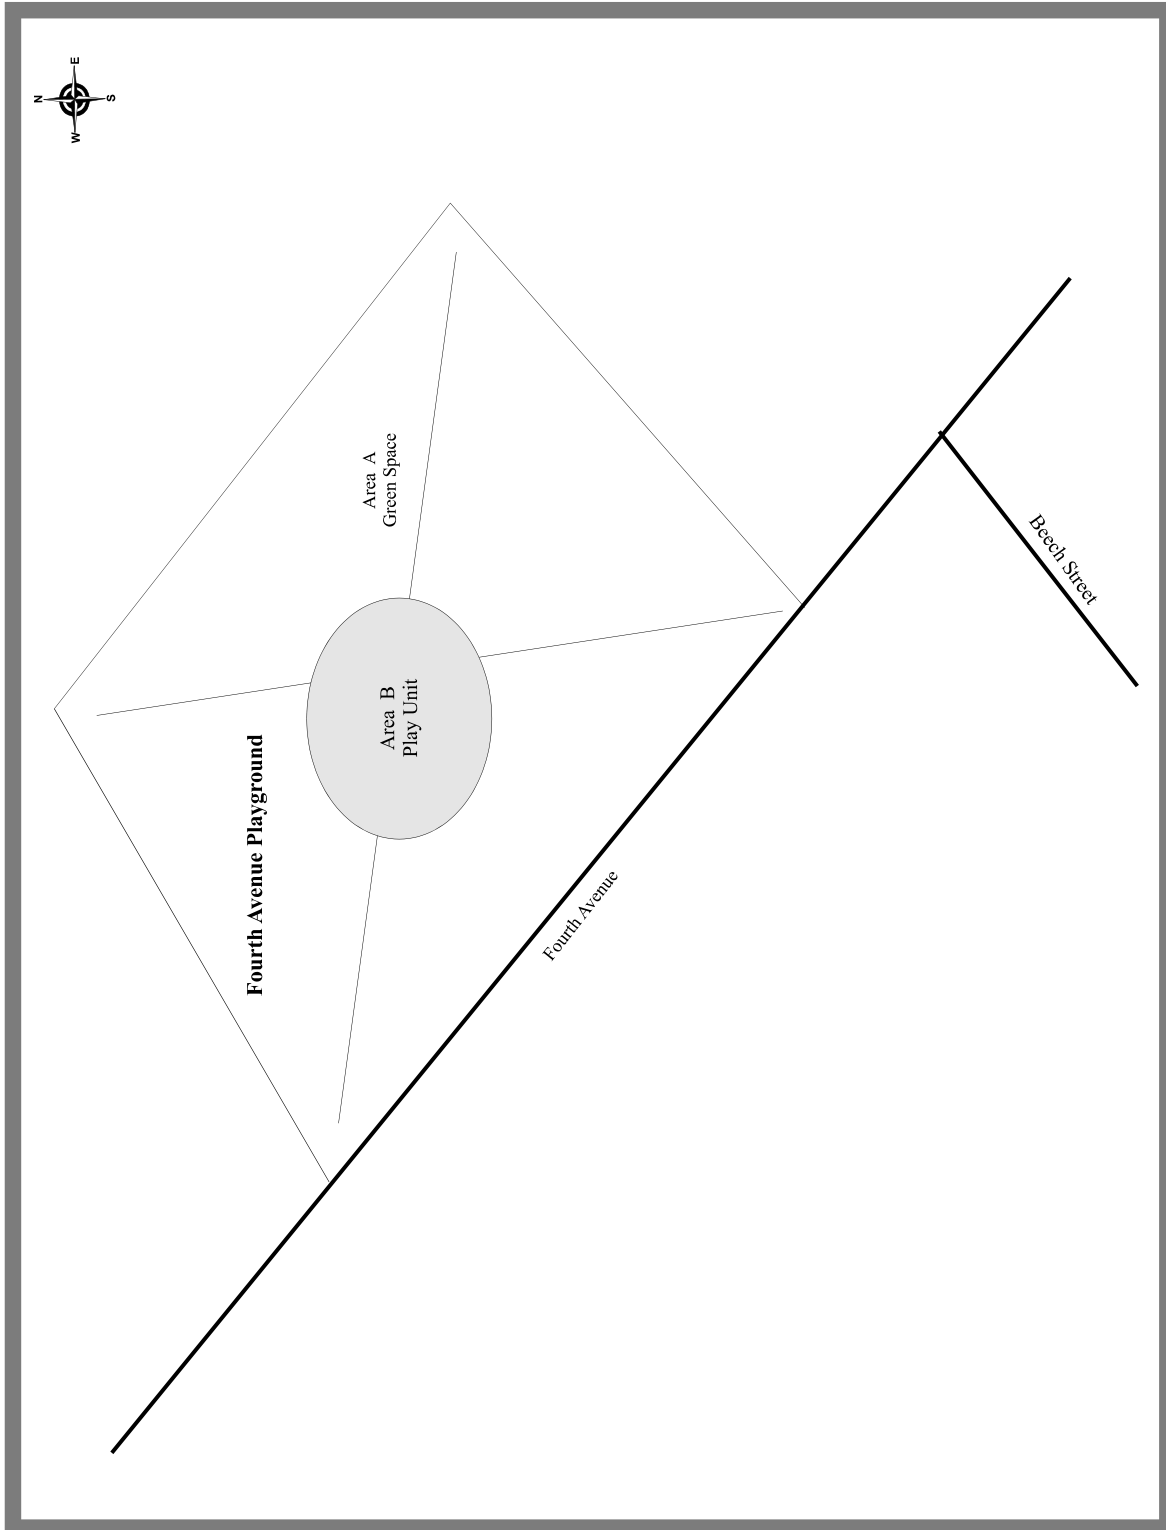 N
E
S
W
Fourth Avenue Playground
Area A
Green Space
Area B
Play Unit
Fourth Avenue
Beech Street